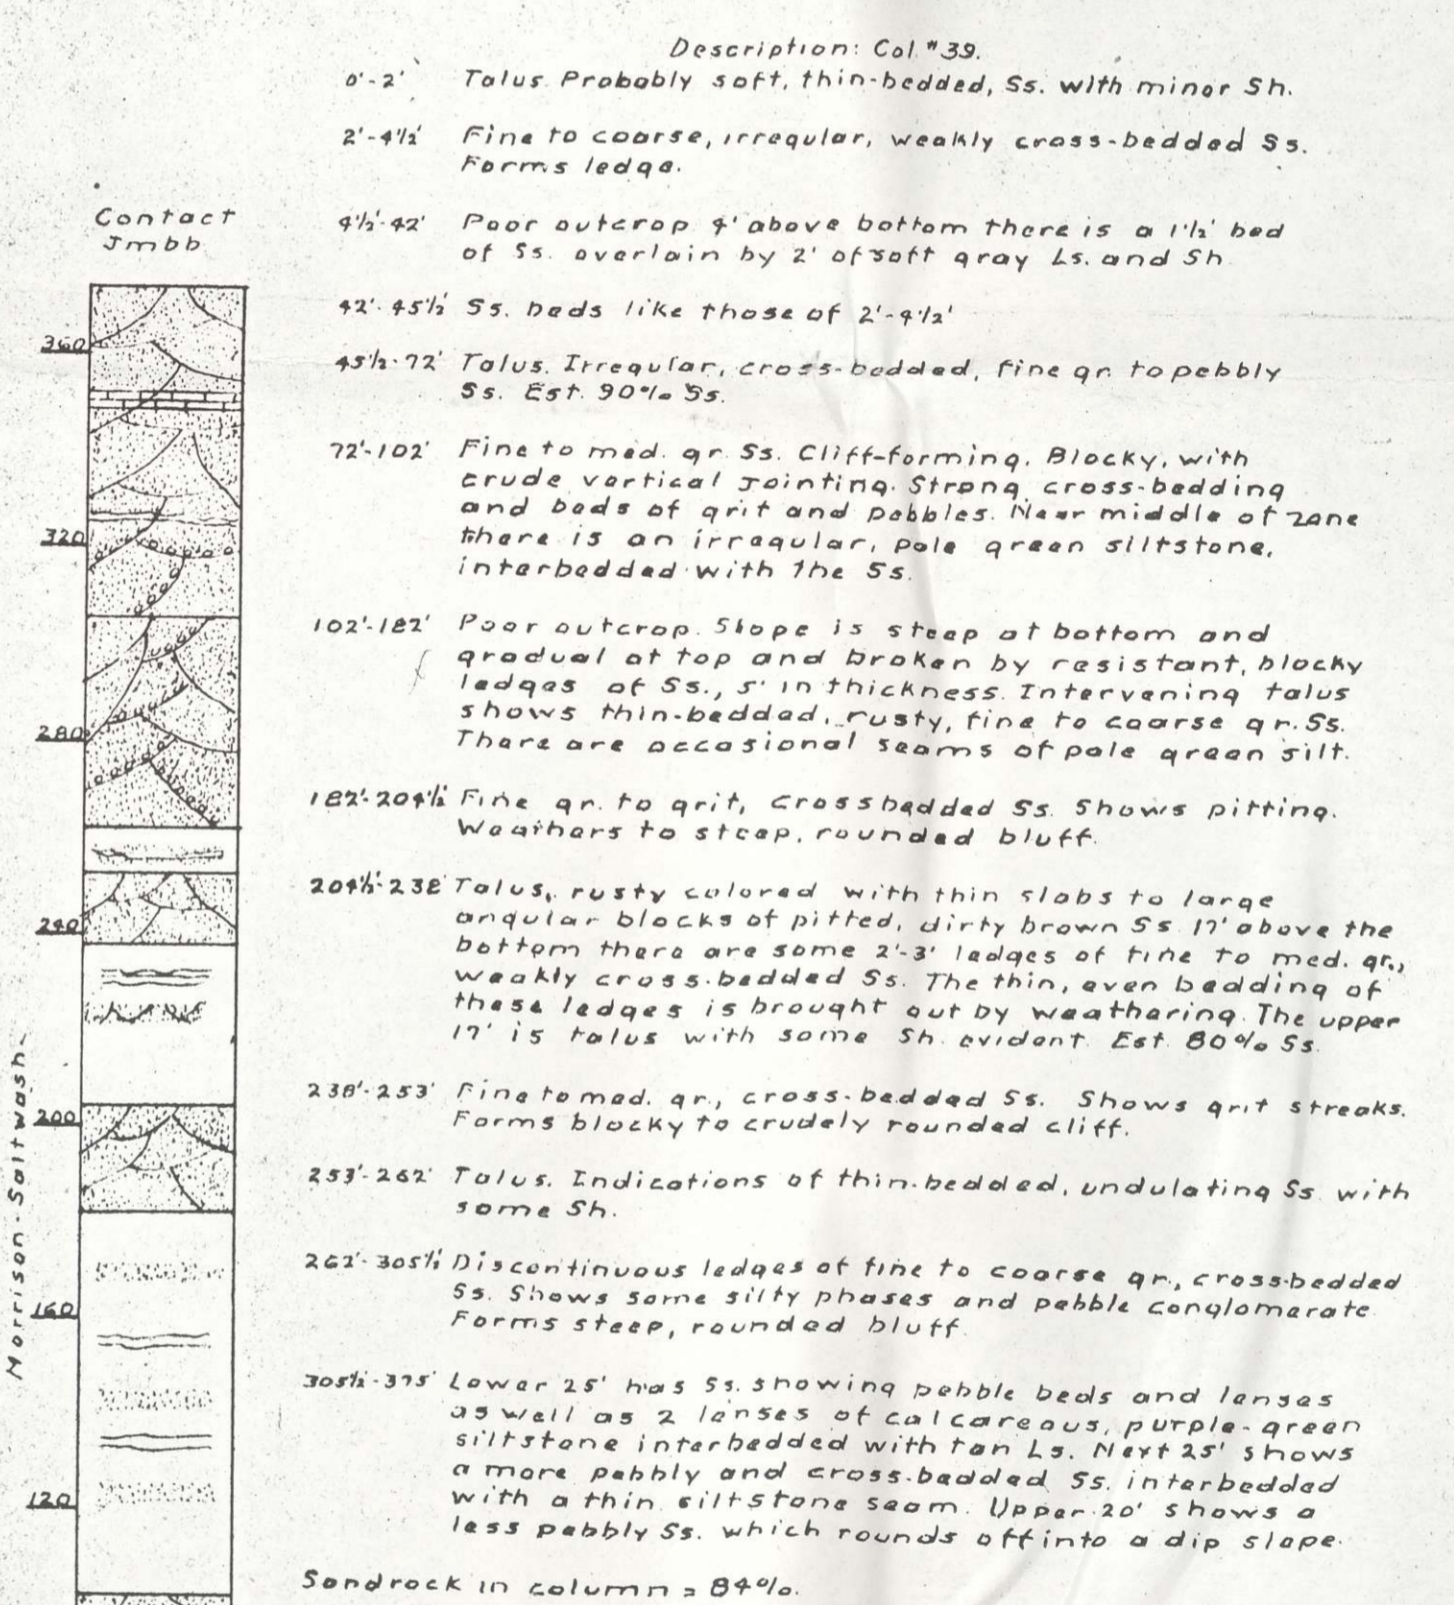 Description: Col. #39.
0'-2' Talus. Probably soft, thin-bedded, Ss. with minor Sh.
2'-4½' Fine to coarse, irregular, weakly cross-bedded Ss.
Forms ledge.
4½'-42' Poor outcrop 4' above bottom there is a 1½' bed
of Ss. overlain by 2' of soft gray Ls. and Sh
42'-45½' Ss. beds like those of 2'-4½'
45½-72' Talus. Irregular, cross-bedded, fine gr. to pebbly
Ss. Est. 90% Ss.
72'-102' Fine to med. gr. Ss. Cliff-forming. Blocky, with
crude vertical jointing. Strong cross-bedding
and beds of grit and pebbles. Near middle of zone
there is an irregular, pale green siltstone,
interbedded with the Ss.
102'-182' Poor outcrop. Slope is steep at bottom and
gradual at top and broken by resistant, blocky
ledges of Ss., 5' in thickness. Intervening talus
shows thin-bedded, rusty, fine to coarse gr. Ss.
There are occasional seams of pale green silt.
182'-204½' Fine gr. to grit, crossbedded Ss. Shows pitting.
Weathers to steep, rounded bluff.
204½'-238' Talus, rusty colored with thin slabs to large
angular blocks of pitted, dirty brown Ss 17' above the
bottom there are some 2'-3' ledges of fine to med. gr.,
weakly cross-bedded Ss. The thin, even bedding of
these ledges is brought out by weathering. The upper
17' is talus with some Sh. evident. Est. 80% Ss.
238'-253' Fine to med. gr., cross-bedded Ss. Shows grit streaks.
Forms blocky to crudely rounded cliff.
253'-262' Talus. Indications of thin-bedded, undulating Ss. with
some Sh.
262'-305½' Discontinuous ledges of fine to coarse gr., cross-bedded
Ss. Shows some silty phases and pebble conglomerate.
Forms steep, rounded bluff.
305½'-375' Lower 25' has Ss. showing pebble beds and lenses
as well as 2 lenses of calcareous, purple-green
siltstone interbedded with tan Ls. Next 25' shows
a more pebbly and cross-bedded Ss. interbedded
with a thin siltstone seam. Upper 20' shows a
less pebbly Ss. which rounds off into a dip slope.
Sandrock in column = 84%.
Contact
Jmbb
360
320
280
240
200
160
120
Morrison-Saltwash-